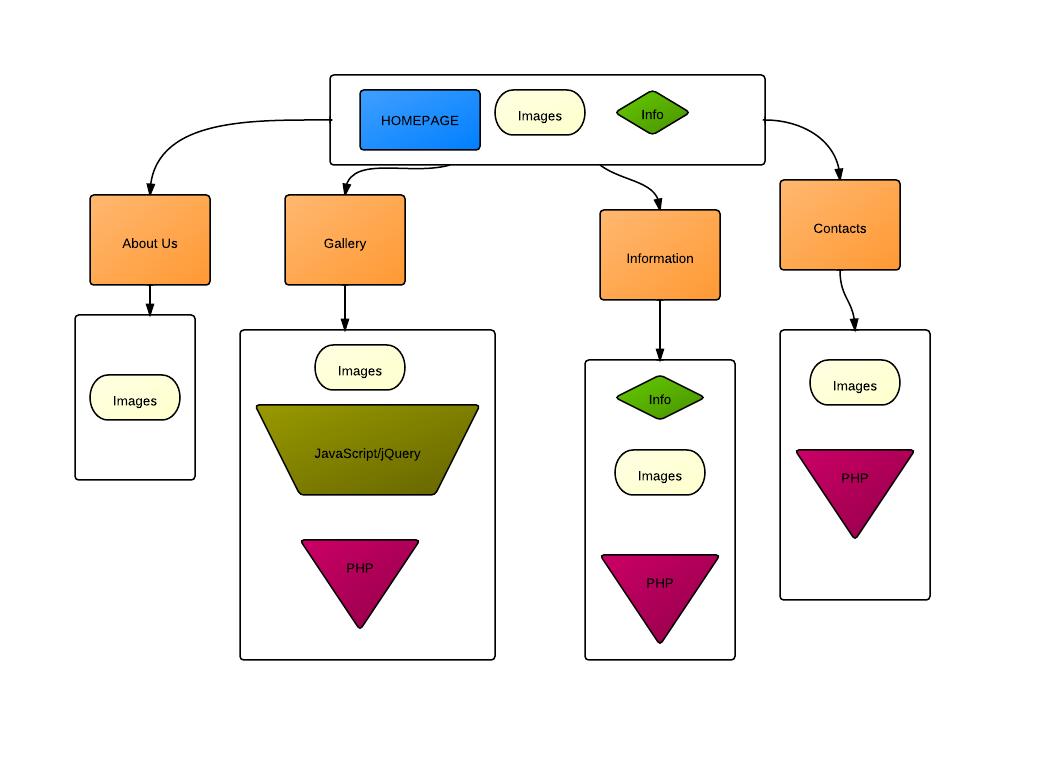 HOMEPAGE
Images
Info
About Us
Gallery
Information
Contacts
Images
Images
JavaScript/jQuery
PHP
Info
Images
PHP
Images
PHP